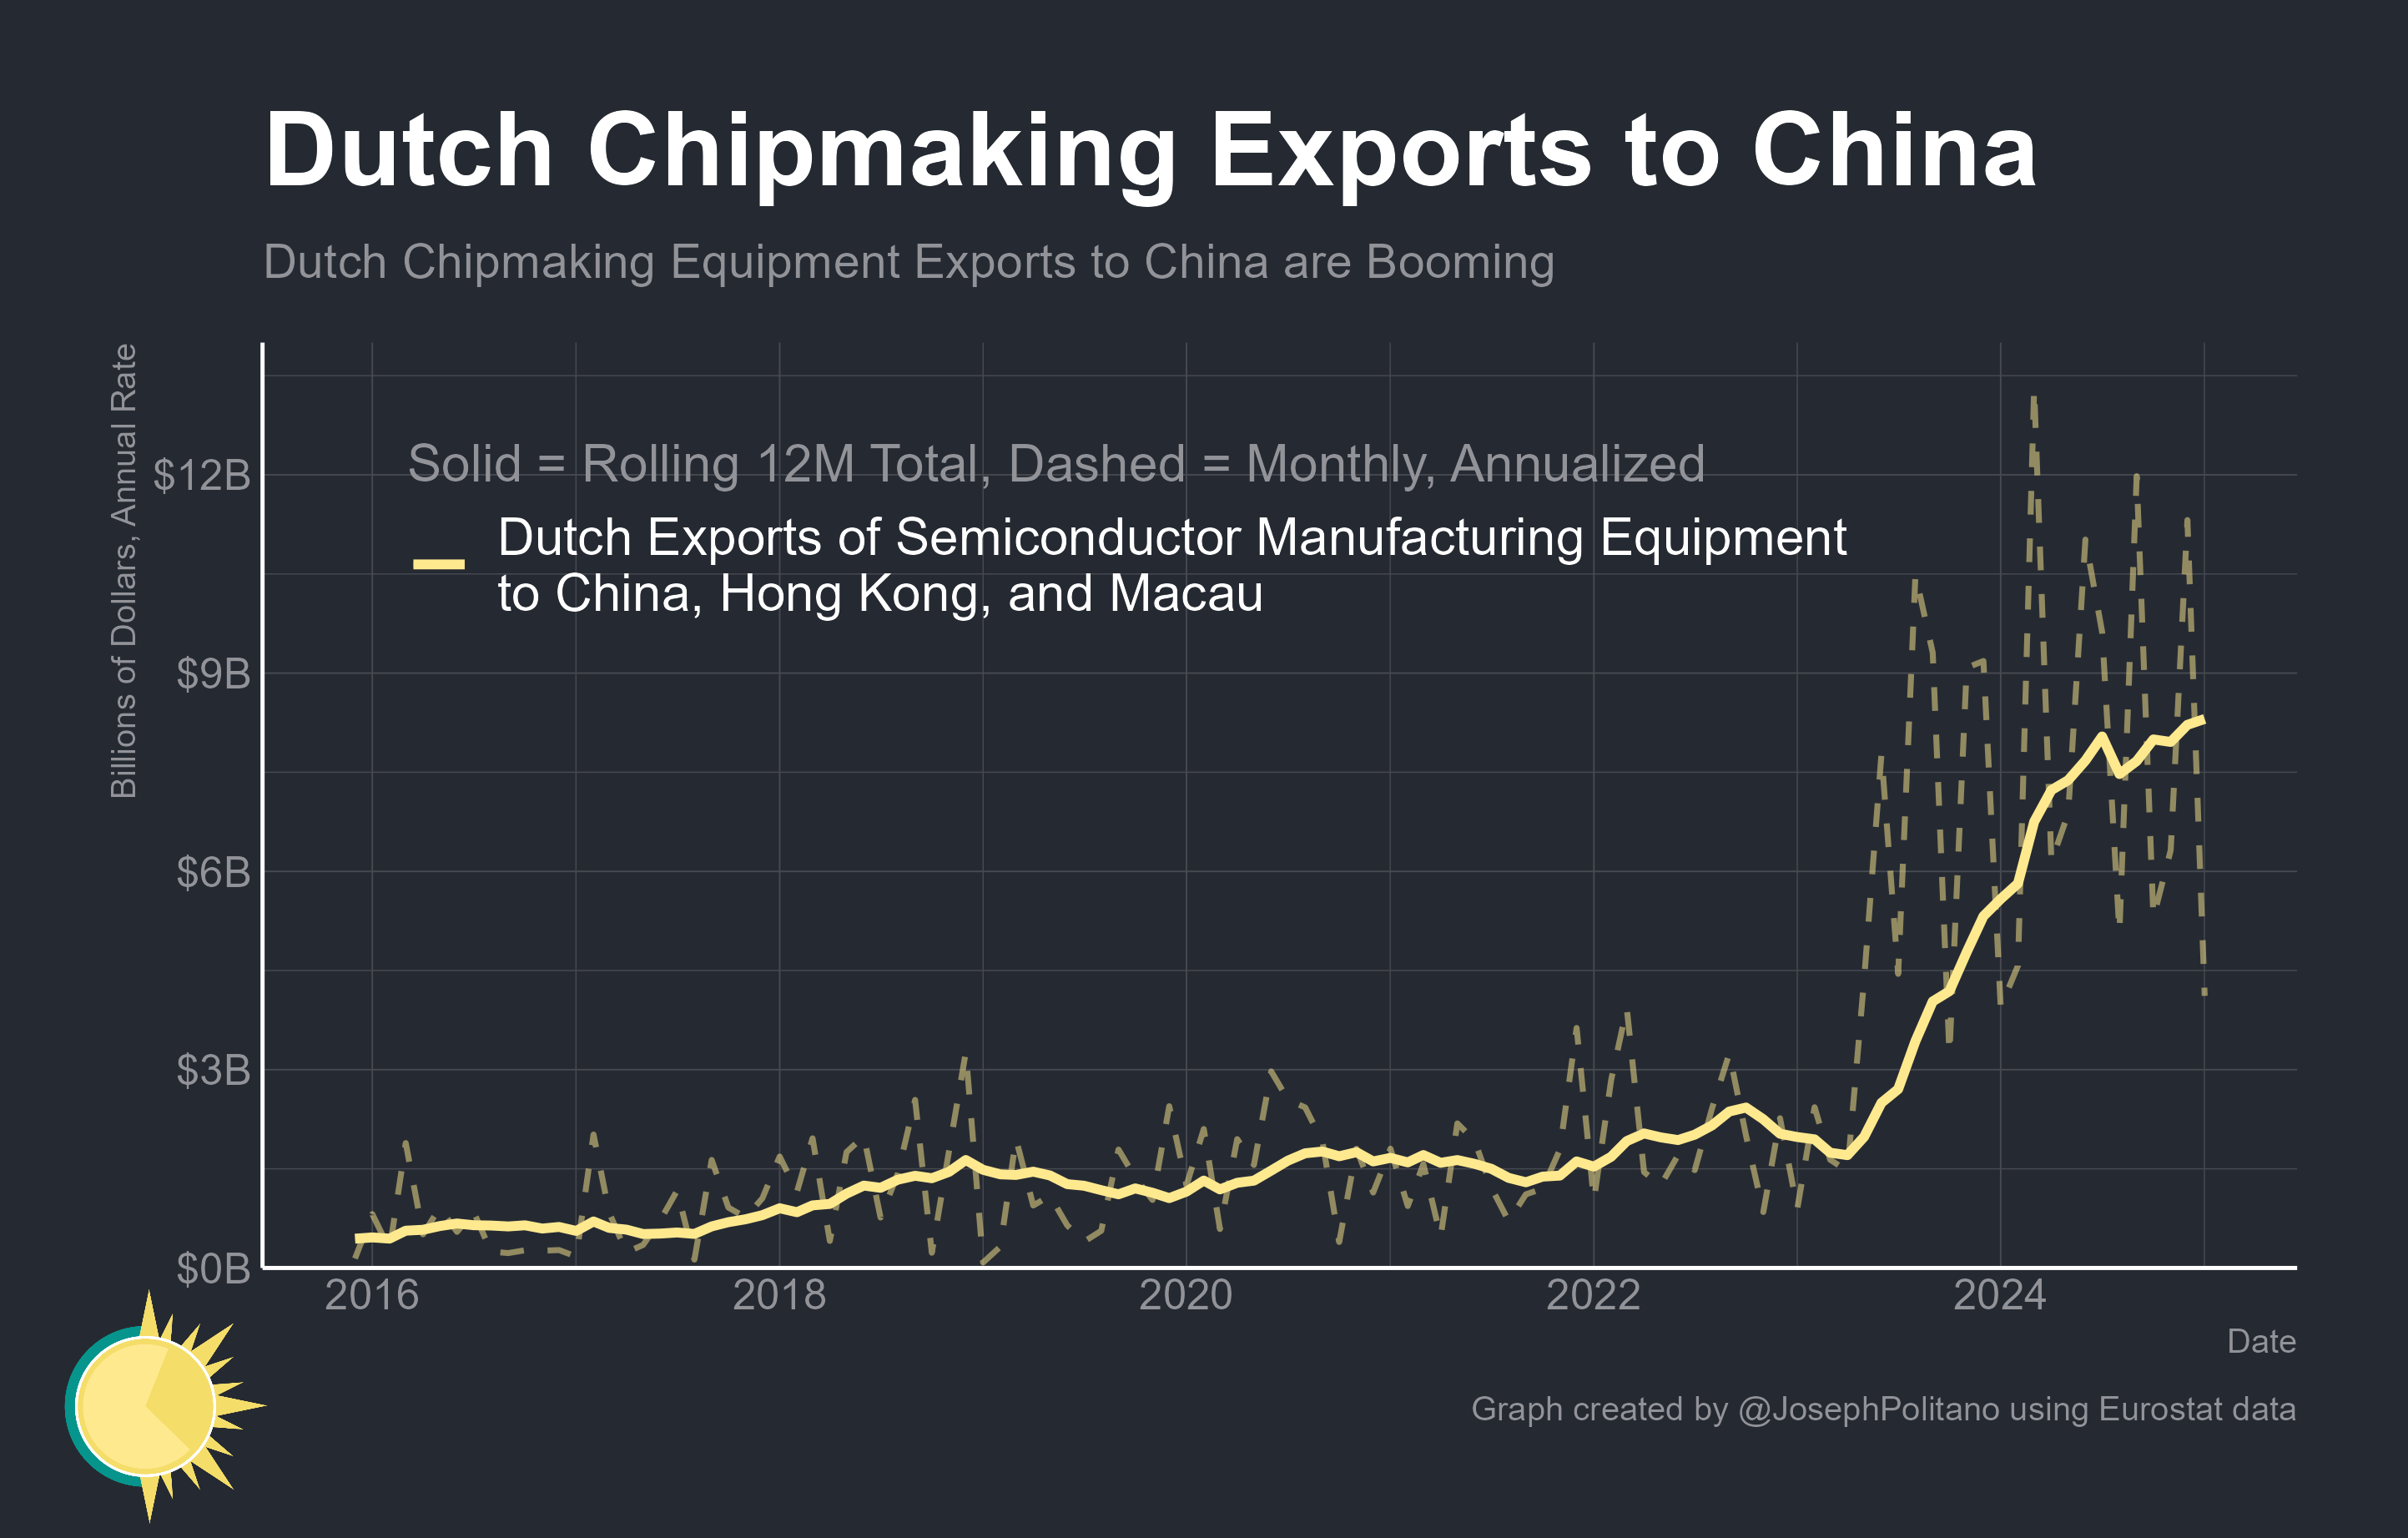 Dutch Chipmaking Exports to China
Dutch Chipmaking Equipment Exports to China are Booming
Billions of Dollars, Annual Rate
Solid = Rolling 12M Total, Dashed = Monthly, Annualized
Dutch Exports of Semiconductor Manufacturing Equipment
to China, Hong Kong, and Macau
$12B
$9B
$6B
$3B
$0B
2016 2018 2020 2022 2024
Date
Graph created by @JosephPolitano using Eurostat data